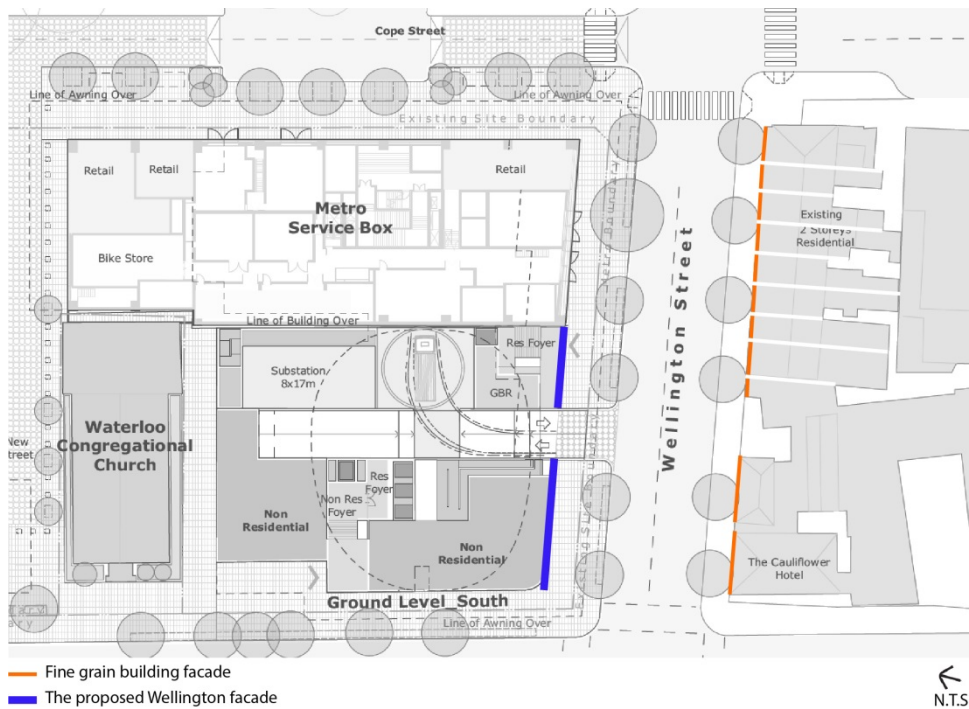 Cope Street
Line of Awning Over
Line of Awning Over
Existing Site Boundary
Retail
Retail
Retail
Metro
Service Box
Bike Store
Existing
2 Storeys
Residential
Wellington Street
Line of Building Over
Res Foyer
Substation
8x17m
GBR
Waterloo
Congregational
Church
New
Res
Foyer
Non Res
Foyer
Non
Residential
Non
Residential
Existing Site Boundary
The Cauliflower
Hotel
Ground Level_South
Line of Awning Over
Fine grain building facade
The proposed Wellington facade
N.T.S